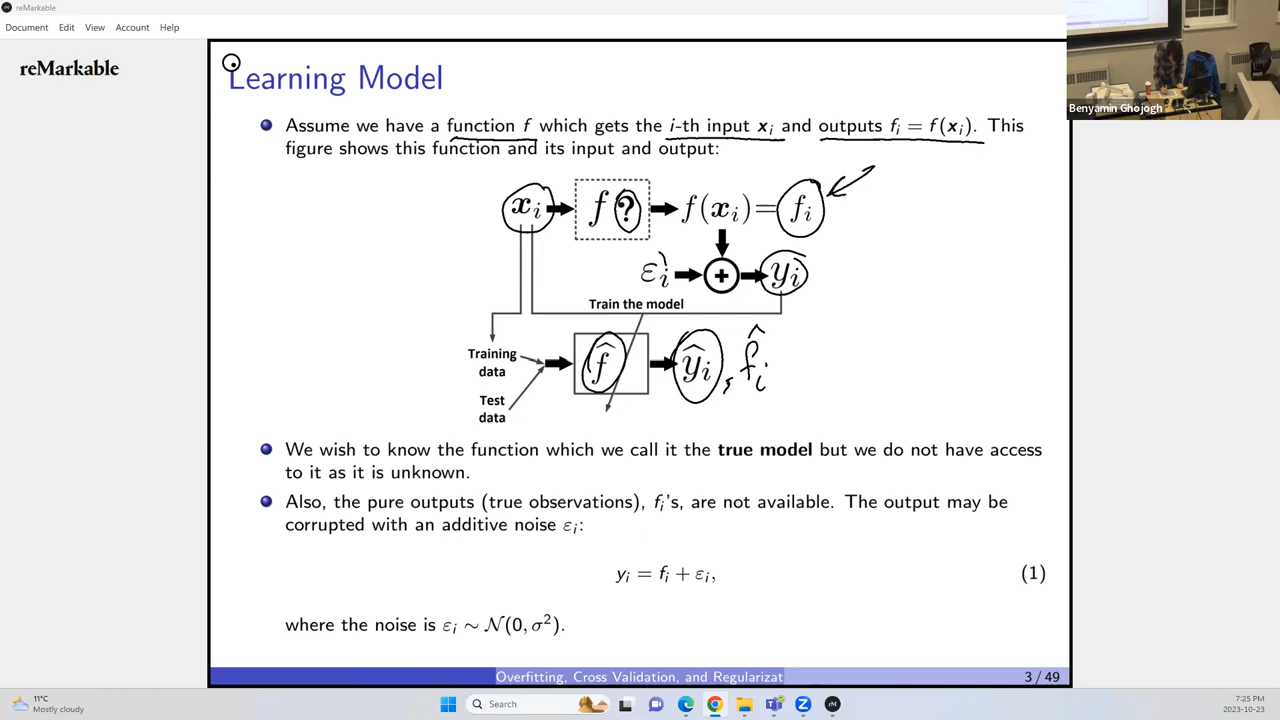 reMarkable
Document Edit View Account Help
reMarkable
Learning Model
Assume we have a function f which gets the i-th input xᵢ and outputs fᵢ = f(xᵢ). This
figure shows this function and its input and output:
xᵢ f ? f(xᵢ) = fᵢ
εᵢ + yᵢ
Train the model
Training
data
f̂ ŷᵢ , f̂ᵢ
Test
data
We wish to know the function which we call it the true model but we do not have access
to it as it is unknown.
Also, the pure outputs (true observations), fᵢ's, are not available. The output may be
corrupted with an additive noise εᵢ:
yᵢ = fᵢ + εᵢ, (1)
where the noise is εᵢ ∼ N(0, σ²).
Overfitting, Cross Validation, and Regularizat 3 / 49
Benyamin Ghojogh
11°C
Mostly cloudy
Search
7:25 PM
2023-10-23